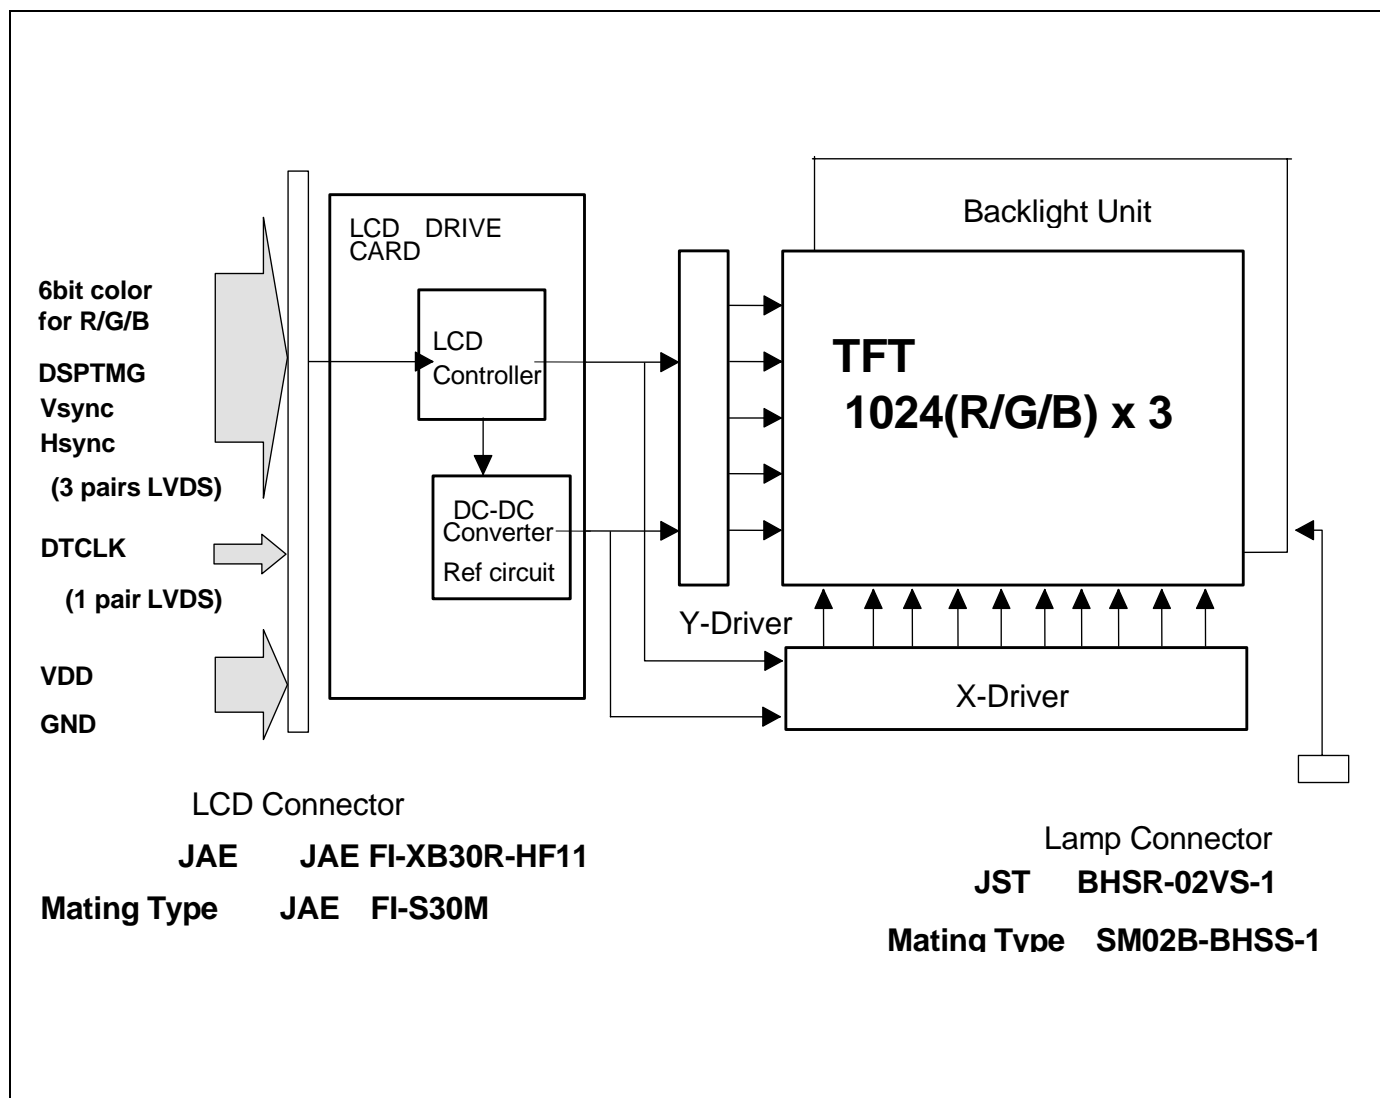 Backlight Unit
LCD DRIVE
CARD
6bit color
for R/G/B
DSPTMG
Vsync
Hsync
(3 pairs LVDS)
DTCLK
(1 pair LVDS)
VDD
GND
LCD
Controller
DC-DC
Converter
Ref circuit
TFT
1024(R/G/B) x 3
Y-Driver
X-Driver
LCD Connector
JAE JAE FI-XB30R-HF11
Mating Type JAE FI-S30M
Lamp Connector
JST BHSR-02VS-1
Mating Type SM02B-BHSS-1